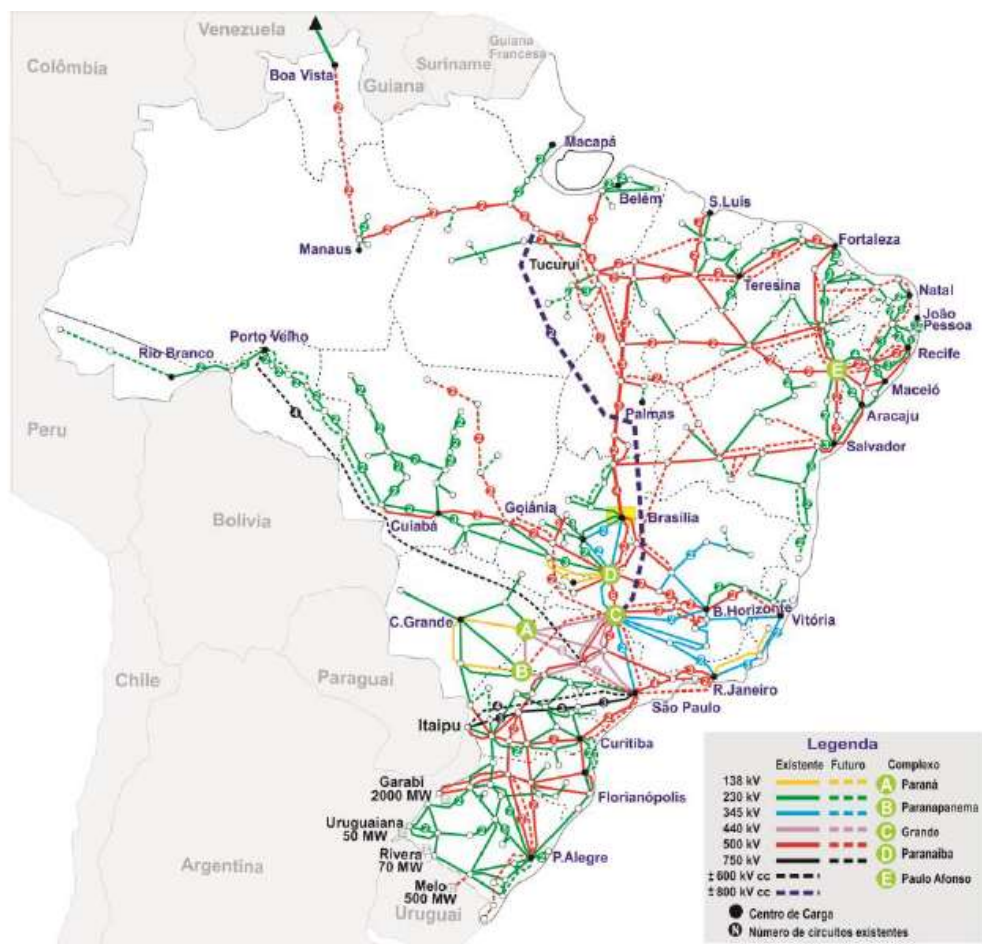 Venezuela
Guiana
Francesa
Suriname
Colômbia
Boa Vista
Guiana
Macapá
Belém
S.Luís
Manaus
Fortaleza
Tucuruí
Teresina
Natal
João
Pessoa
Porto Velho
Rio Branco
Recife
E
Maceió
Palmas
Aracaju
Peru
Salvador
Goiânia
Brasília
Bolivia
Cuiabá
D
C
B.Horizonte
Vitória
C.Grande
A
B
Chile
Paraguai
R.Janeiro
São Paulo
Itaipu
Curitiba
Garabi
2000 MW
Florianópolis
Uruguaiana
50 MW
Rivera
70 MW
P.Alegre
Argentina
Melo
500 MW
Uruguai
Legenda
Existente Futuro Complexo
138 kV A Paraná
230 kV
345 kV B Paranapanema
440 kV C Grande
500 kV
750 kV D Paranaiba
±600 kV cc
E Paulo Afonso
±800 kV cc
Centro de Carga
N Número de circuitos existentes